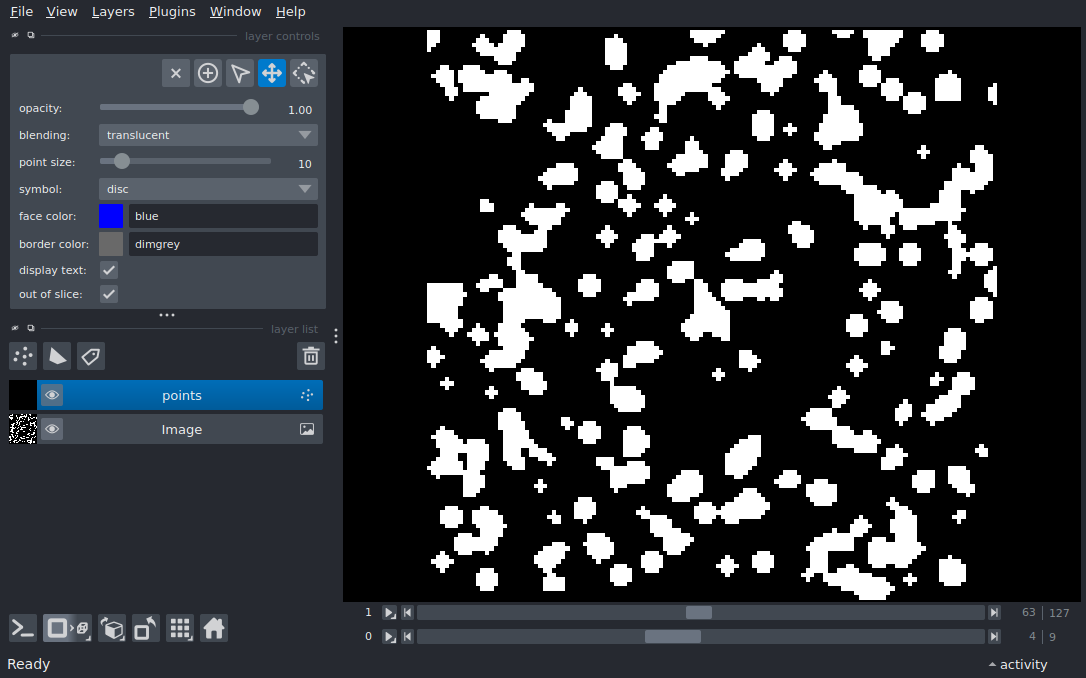 File View Layers Plugins Window Help
layer controls
opacity: 1.00
blending: translucent
point size: 10
symbol: disc
face color: blue
border color: dimgrey
display text:
out of slice:
layer list
points
Image
1 63 | 127
0 4 | 9
Ready activity